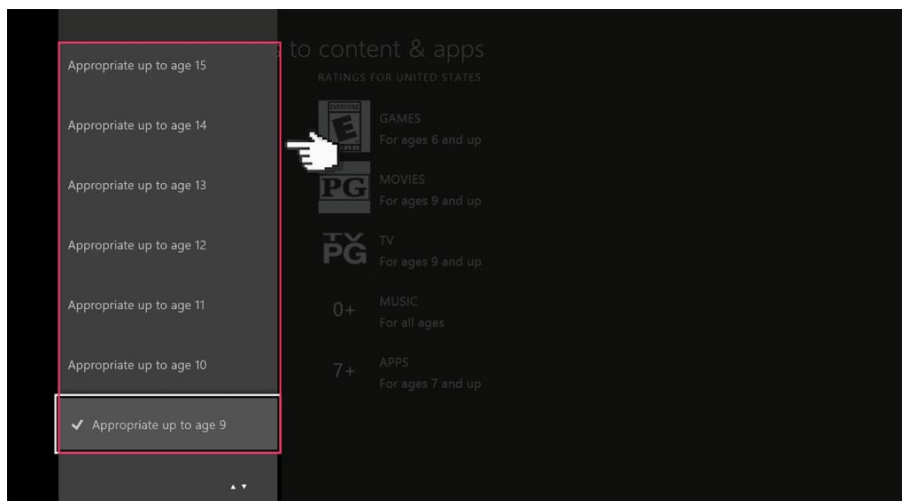 s to content & apps
Appropriate up to age 15
Appropriate up to age 14
Appropriate up to age 13
Appropriate up to age 12
Appropriate up to age 11
Appropriate up to age 10
Appropriate up to age 9
RATINGS FOR UNITED STATES
EVERYONE
E
GAMES
For ages 6 and up
PG
MOVIES
For ages 9 and up
TV
PG
TV
For ages 9 and up
0+
MUSIC
For all ages
7+
APPS
For ages 7 and up